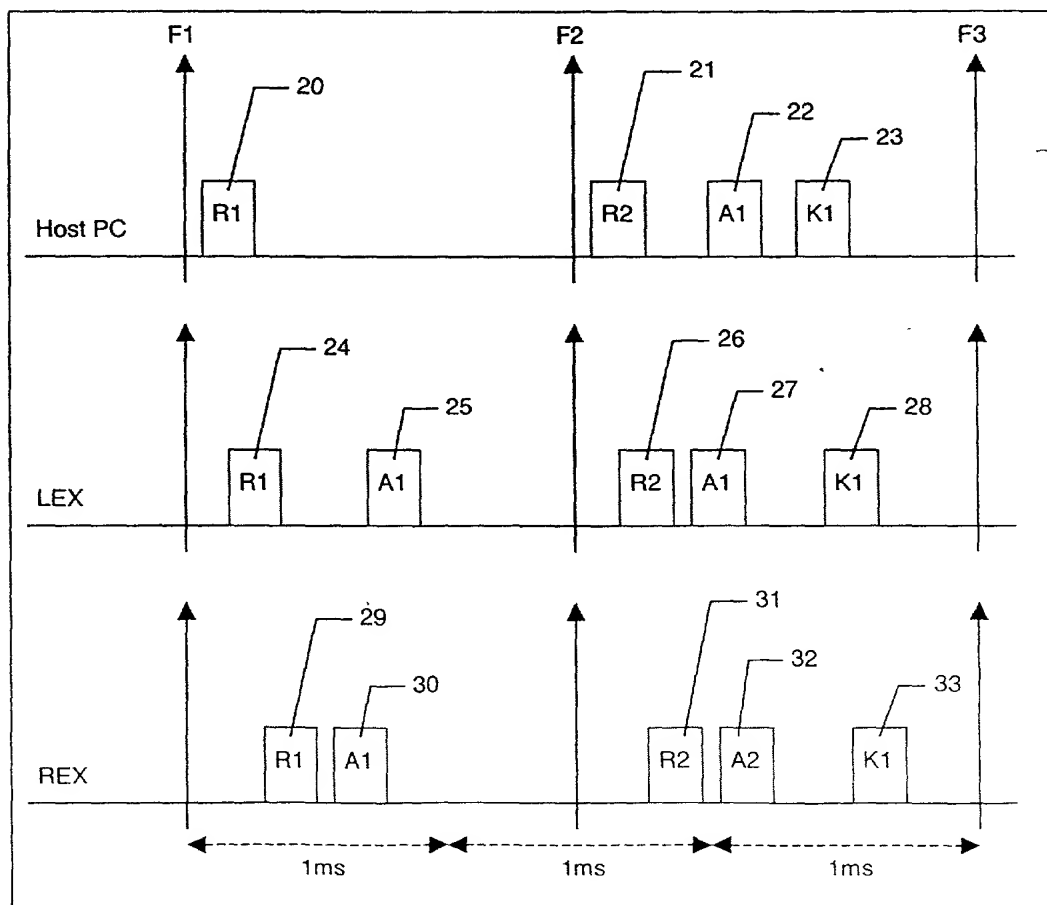 F1 F2 F3
20 21 22 23
Host PC R1 R2 A1 K1
24 25 26 27 28
LEX R1 A1 R2 A1 K1
29 30 31 32 33
REX R1 A1 R2 A2 K1
1ms 1ms 1ms